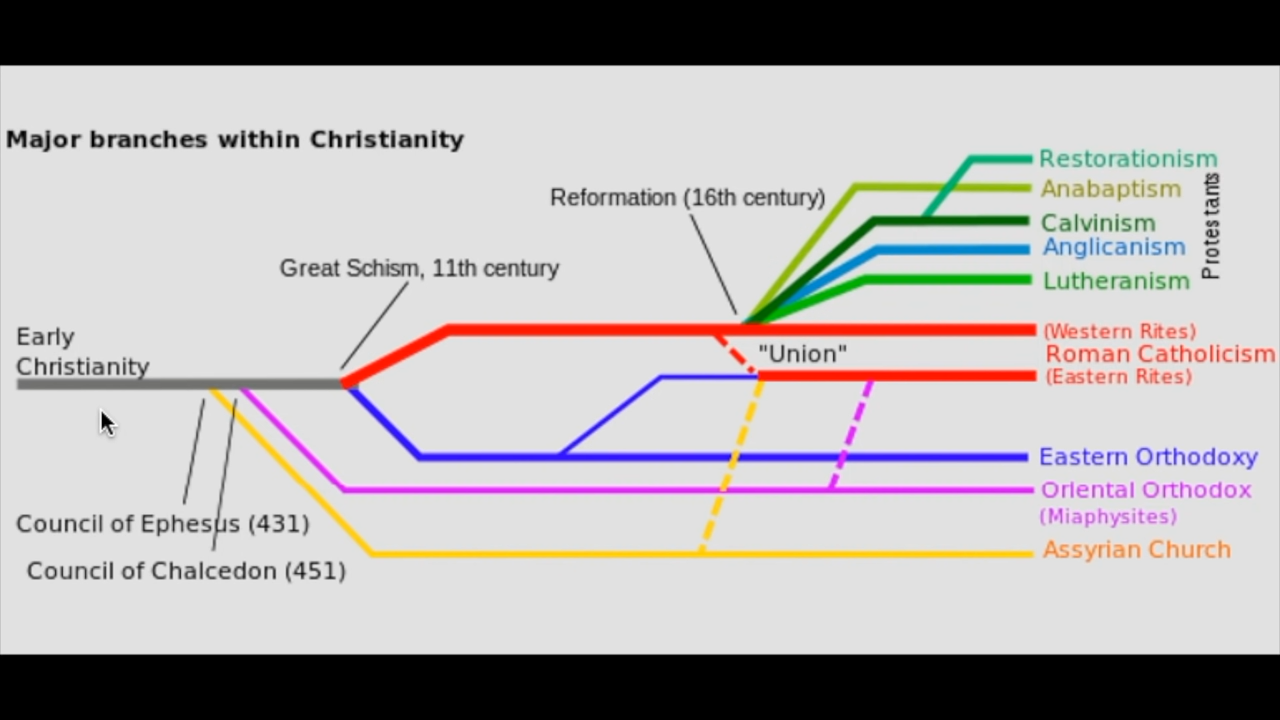 Major branches within Christianity
Restorationism
Anabaptism
Calvinism
Anglicanism
Lutheranism
Protestants
Reformation (16th century)
Great Schism, 11th century
Early
Christianity
"Union"
(Western Rites)
Roman Catholicism
(Eastern Rites)
Eastern Orthodoxy
Oriental Orthodox
(Miaphysites)
Assyrian Church
Council of Ephesus (431)
Council of Chalcedon (451)